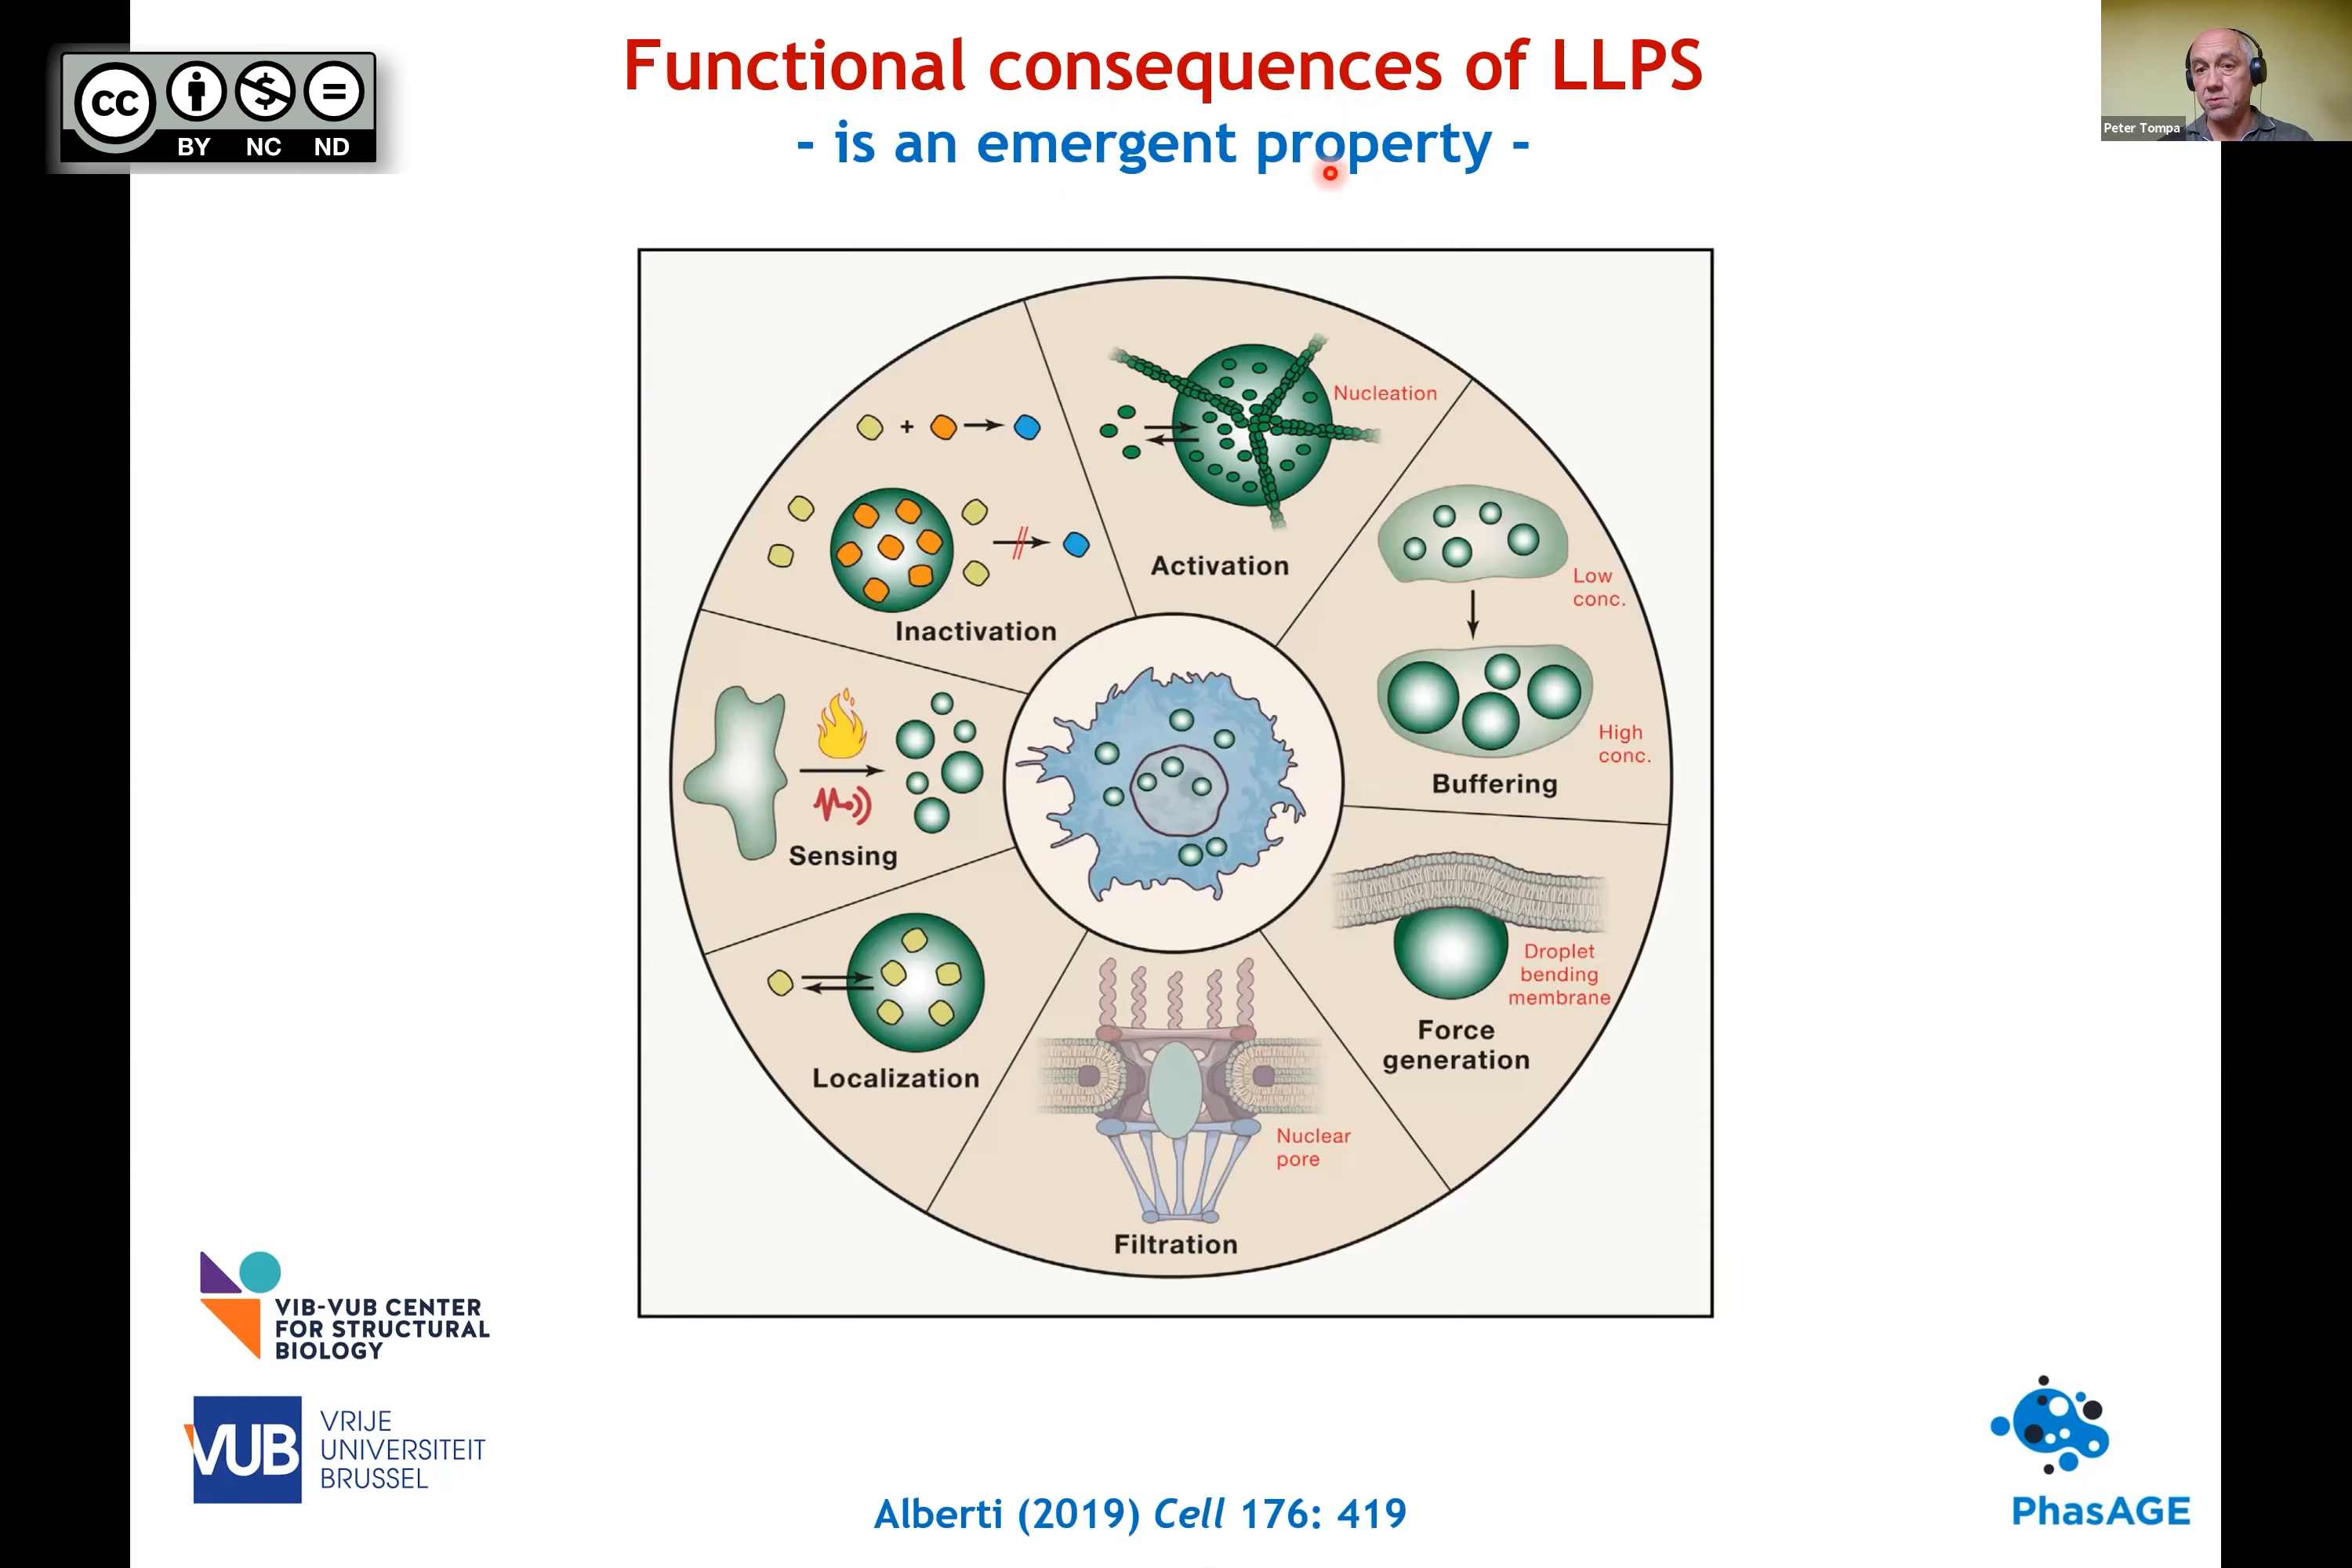 Functional consequences of LLPS
- is an emergent property -
cc
BY NC ND
Peter Tompa
Nucleation
Activation
+
Inactivation
Low
conc.
High
conc.
Buffering
Sensing
Droplet
bending
membrane
Force
generation
Localization
Nuclear
pore
Filtration
VIB-VUB CENTER
FOR STRUCTURAL
BIOLOGY
VUB
VRIJE
UNIVERSITEIT
BRUSSEL
Alberti (2019) Cell 176: 419
PhasAGE